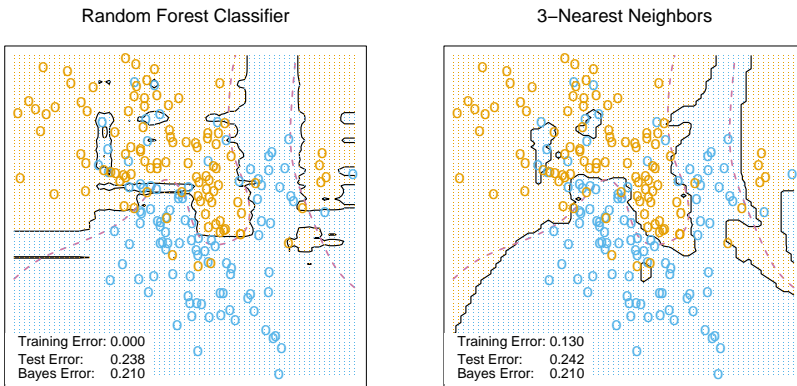 Random Forest Classifier
Training Error: 0.000
Test Error: 0.238
Bayes Error: 0.210
3−Nearest Neighbors
Training Error: 0.130
Test Error: 0.242
Bayes Error: 0.210